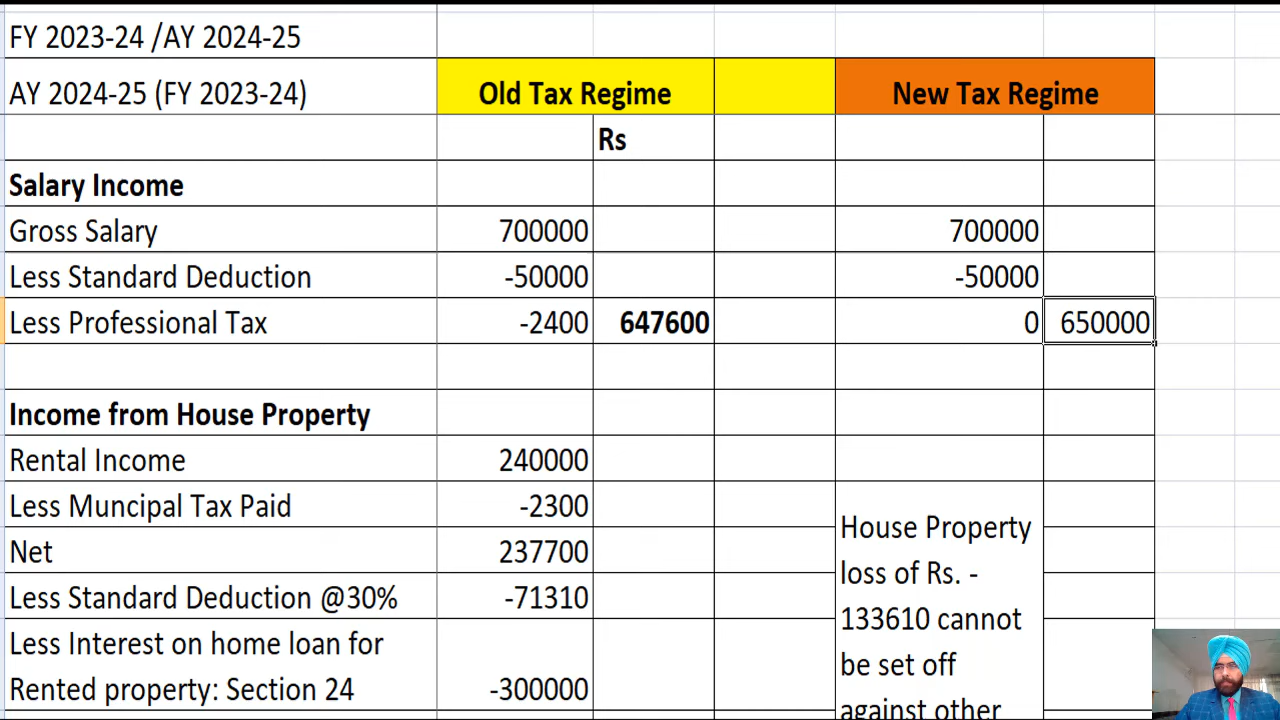 FY 2023-24 /AY 2024-25
AY 2024-25 (FY 2023-24) Old Tax Regime New Tax Regime
Rs
Salary Income
Gross Salary 700000 700000
Less Standard Deduction -50000 -50000
Less Professional Tax -2400 647600 0 650000
Income from House Property
Rental Income 240000
Less Muncipal Tax Paid -2300
Net 237700
Less Standard Deduction @30% -71310
Less Interest on home loan for
Rented property: Section 24 -300000
House Property
loss of Rs. -
133610 cannot
be set off
against other